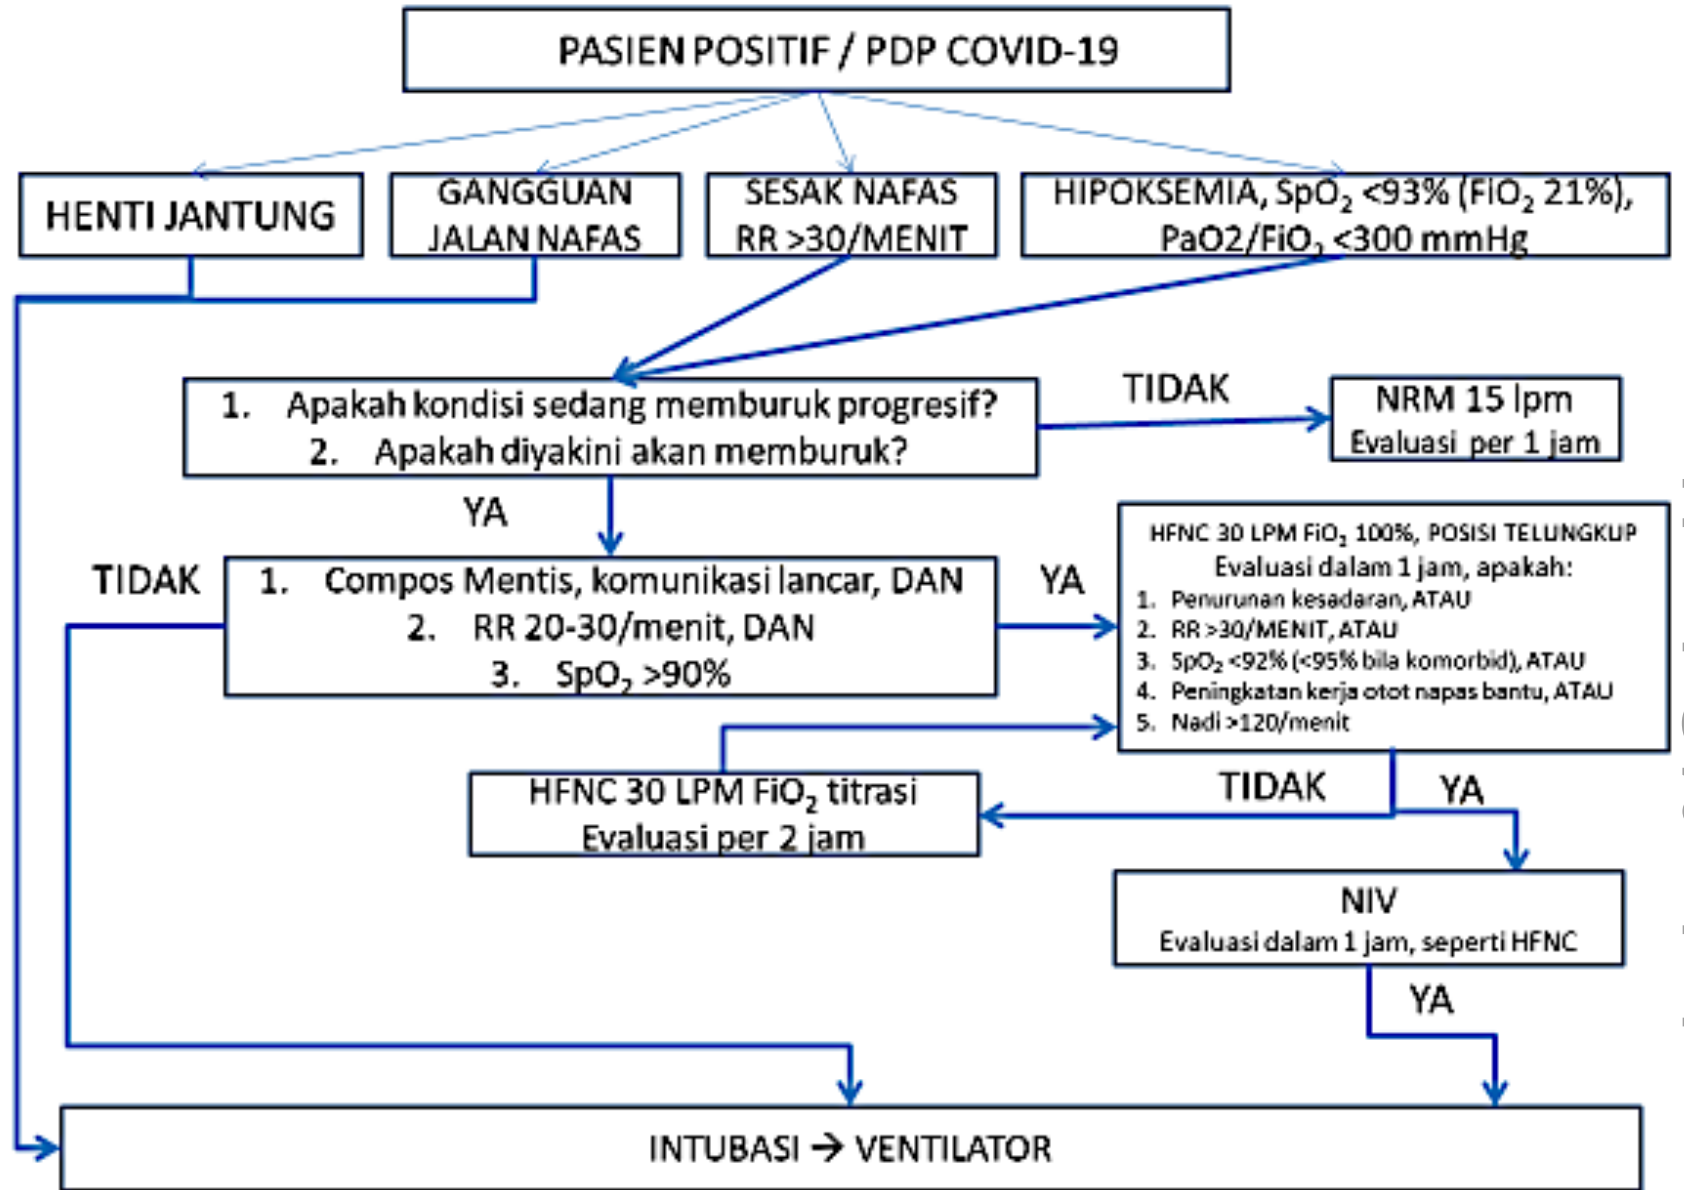 PASIEN POSITIF / PDP COVID-19
HENTI JANTUNG
GANGGUAN
JALAN NAFAS
SESAK NAFAS
RR >30/MENIT
HIPOKSEMIA, SpO₂ <93% (FiO₂ 21%),
PaO2/FiO₂ <300 mmHg
1. Apakah kondisi sedang memburuk progresif?
2. Apakah diyakini akan memburuk?
TIDAK
NRM 15 lpm
Evaluasi per 1 jam
YA
TIDAK
1. Compos Mentis, komunikasi lancar, DAN
2. RR 20-30/menit, DAN
3. SpO₂ >90%
YA
HFNC 30 LPM FiO₂ 100%, POSISI TELUNGKUP
Evaluasi dalam 1 jam, apakah:
1. Penurunan kesadaran, ATAU
2. RR >30/MENIT, ATAU
3. SpO₂ <92% (<95% bila komorbid), ATAU
4. Peningkatan kerja otot napas bantu, ATAU
5. Nadi >120/menit
TIDAK
YA
HFNC 30 LPM FiO₂ titrasi
Evaluasi per 2 jam
NIV
Evaluasi dalam 1 jam, seperti HFNC
YA
INTUBASI → VENTILATOR